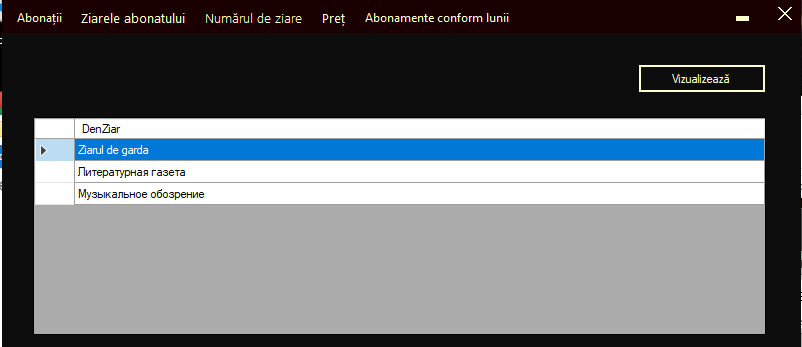 Abonații Ziarele abonatului Numărul de ziare Preț Abonamente conform lunii
Vizualizează
DenZiar
Ziarul de garda
Литературная газета
Музыкальное обозрение